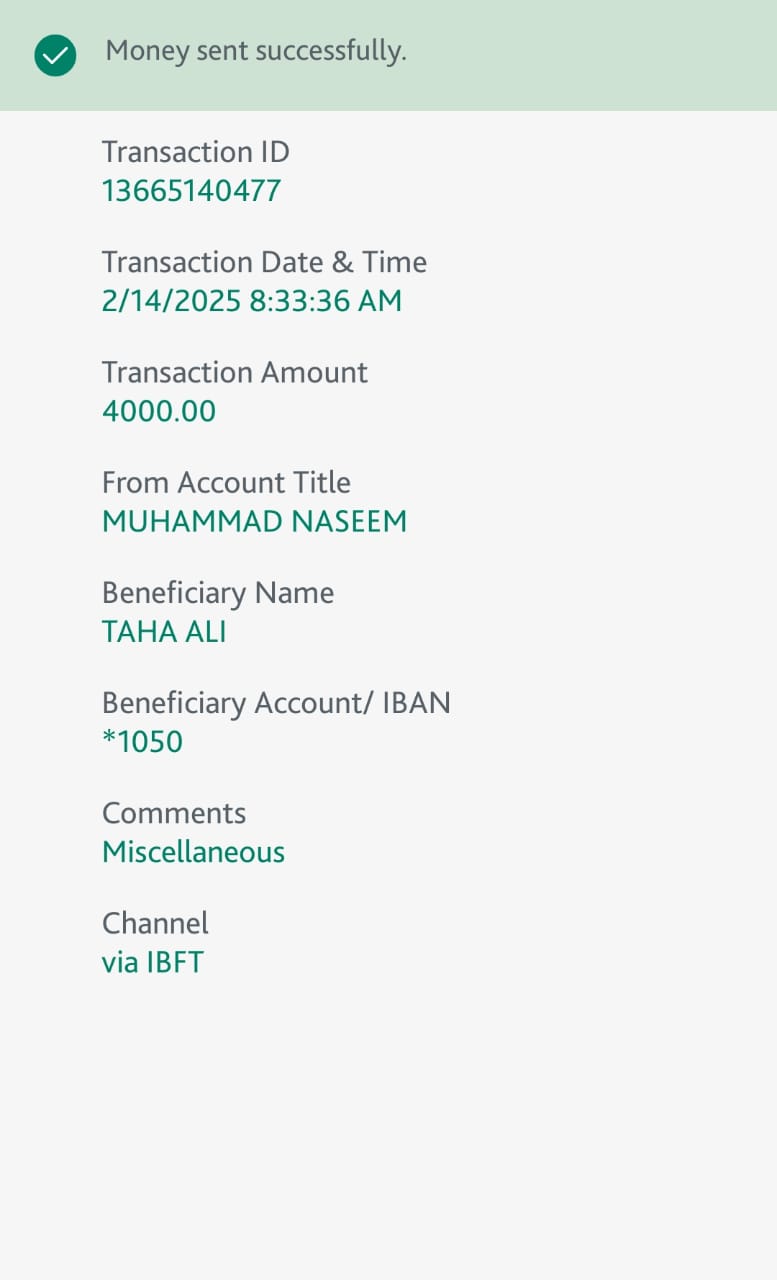 Money sent successfully.
Transaction ID
13665140477
Transaction Date & Time
2/14/2025 8:33:36 AM
Transaction Amount
4000.00
From Account Title
MUHAMMAD NASEEM
Beneficiary Name
TAHA ALI
Beneficiary Account/ IBAN
*1050
Comments
Miscellaneous
Channel
via IBFT